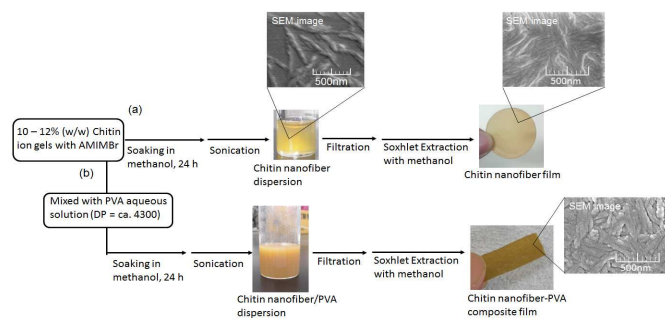 SEM image
500nm
SEM image
500nm
(a)
10 – 12% (w/w) Chitin
ion gels with AMIMBr
Soaking in
methanol, 24 h
Sonication
Chitin nanofiber
dispersion
Filtration
Soxhlet Extraction
with methanol
Chitin nanofiber film
(b)
Mixed with PVA aqueous
solution (DP = ca. 4300)
SEM image
500nm
Soaking in
methanol, 24 h
Sonication
Chitin nanofiber/PVA
dispersion
Filtration
Soxhlet Extraction
with methanol
Chitin nanofiber-PVA
composite film